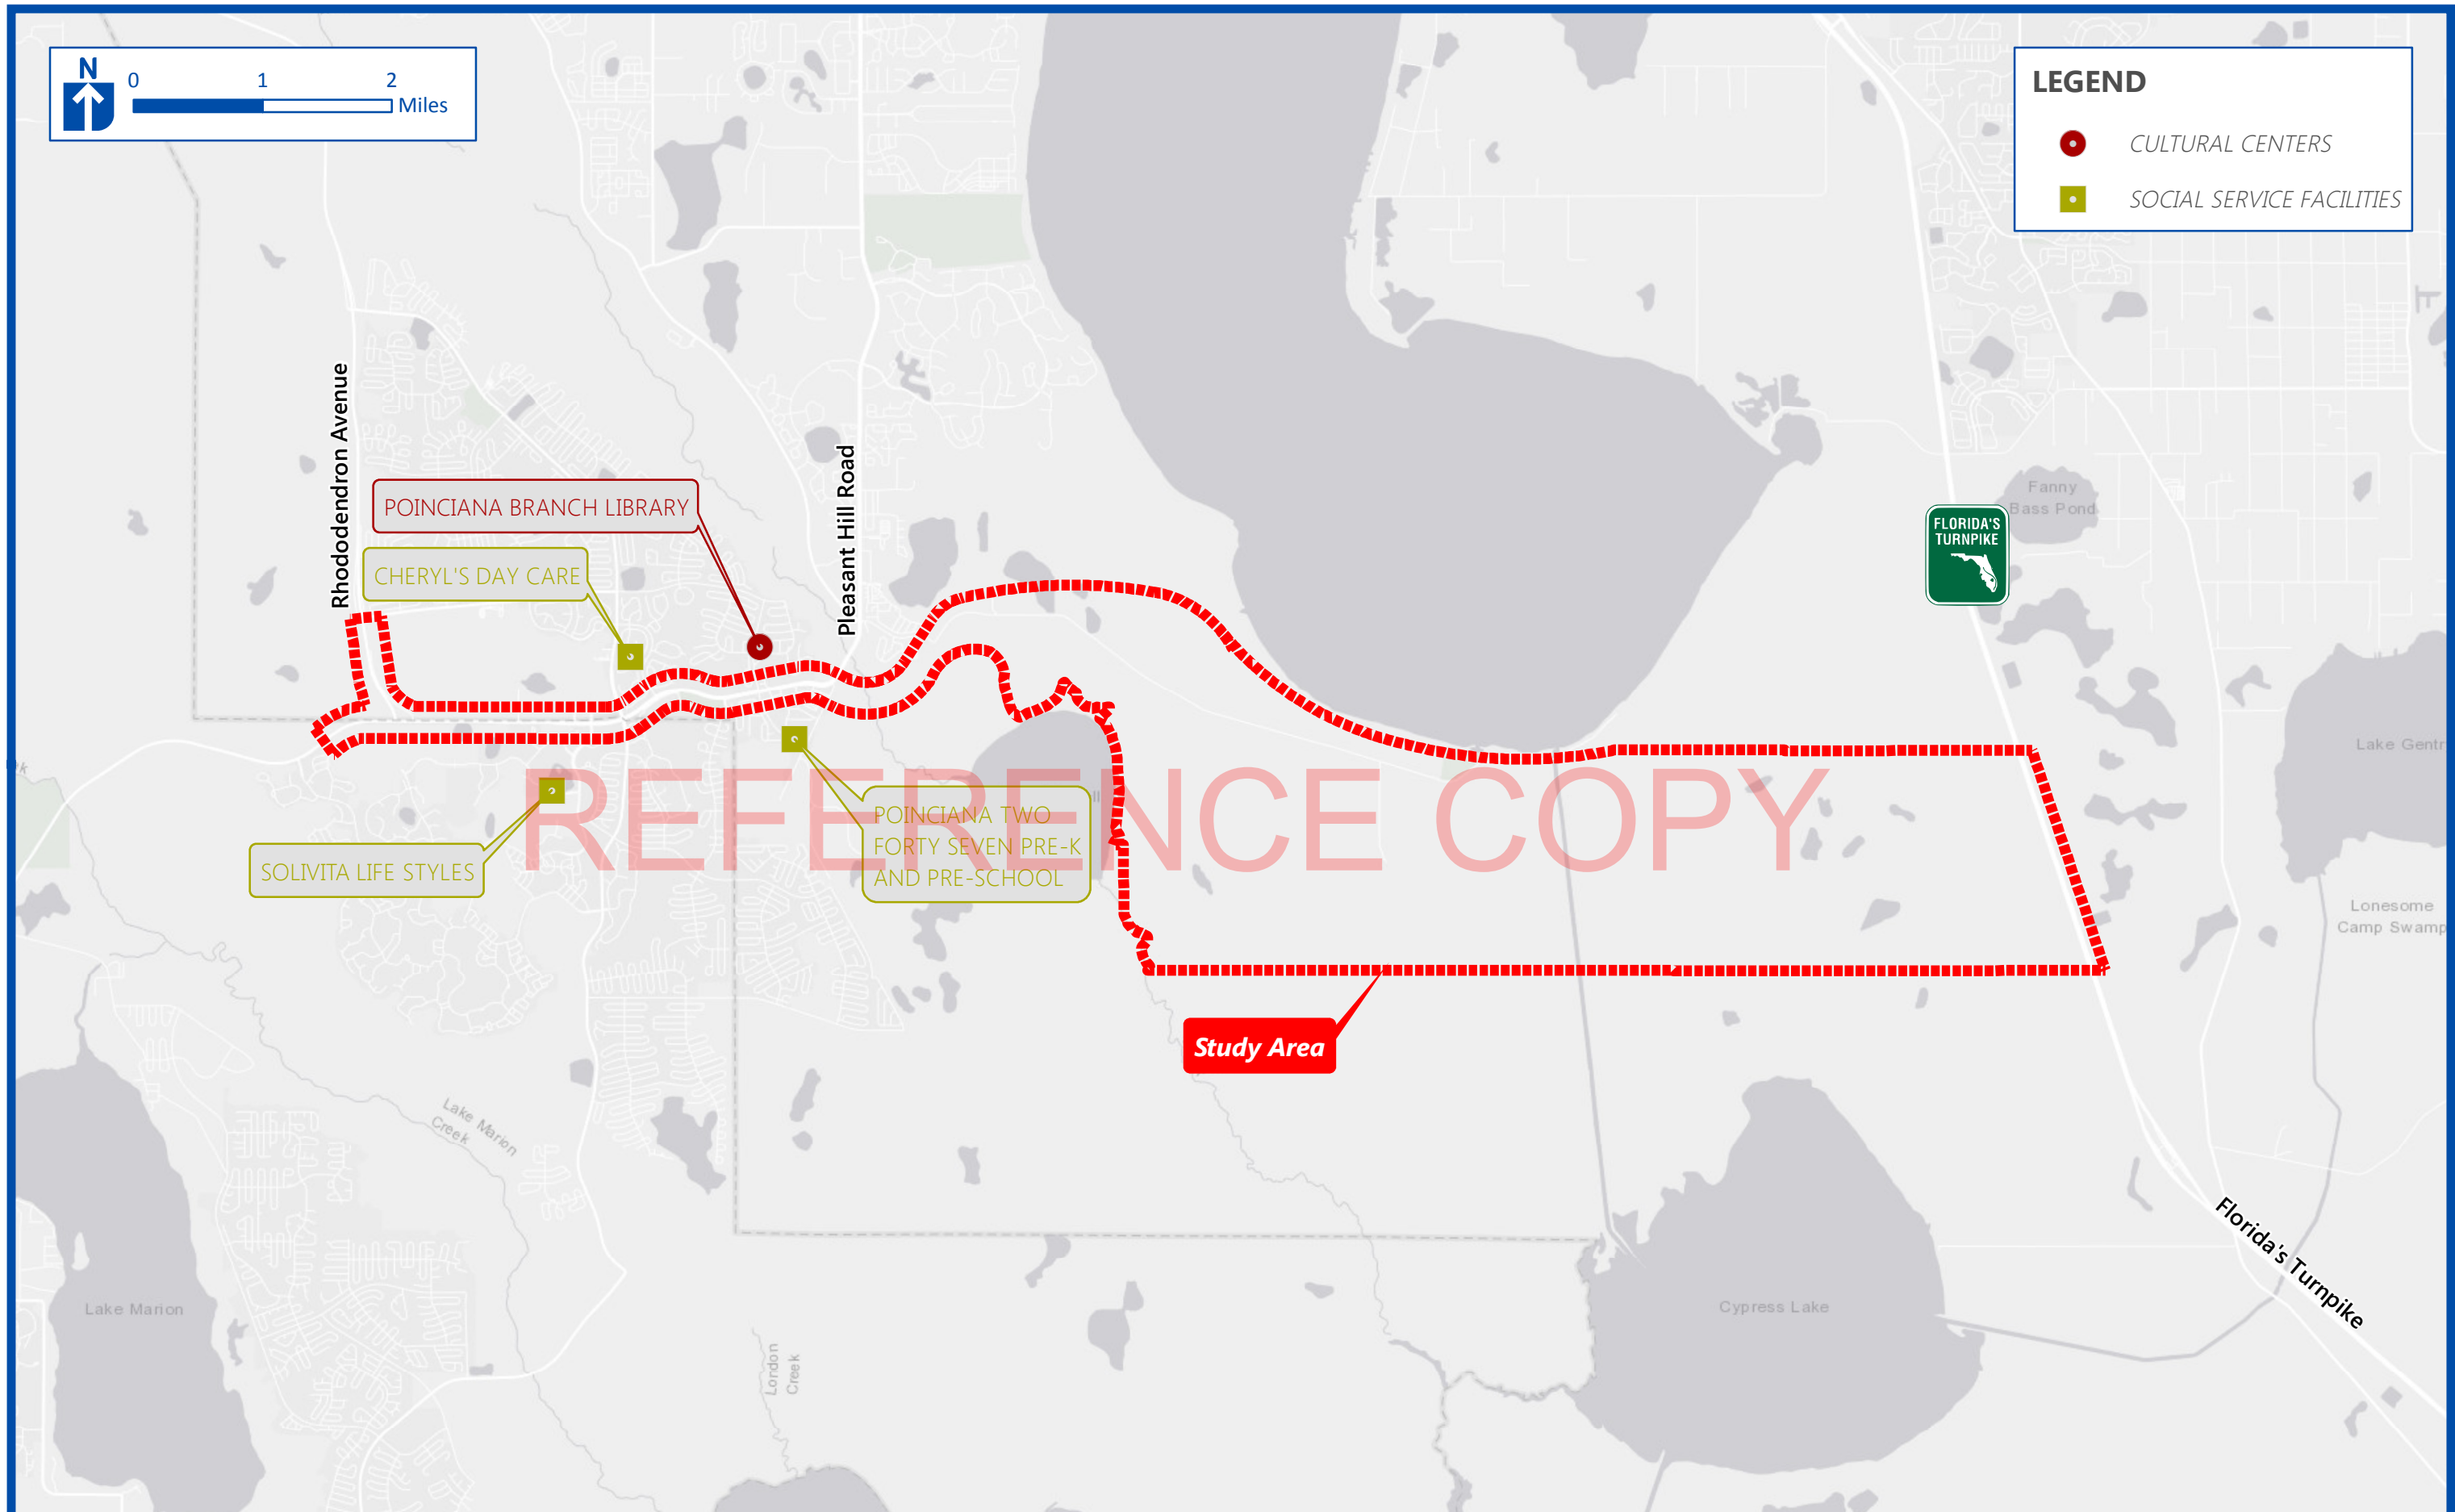 N
0 1 2
Miles
LEGEND
CULTURAL CENTERS
SOCIAL SERVICE FACILITIES
Rhododendron Avenue
Pleasant Hill Road
POINCIANA BRANCH LIBRARY
CHERYL'S DAY CARE
Fanny
Bass Pond
FLORIDA'S
TURNPIKE
Lake Gentr
REFERENCE COPY
POINCIANA TWO
FORTY SEVEN PRE-K
AND PRE-SCHOOL
SOLIVITA LIFE STYLES
Lonesome
Camp Swamp
Study Area
Lake Marion
Creek
Florida's Turnpike
Lake Marion
Cypress Lake
London
Creek